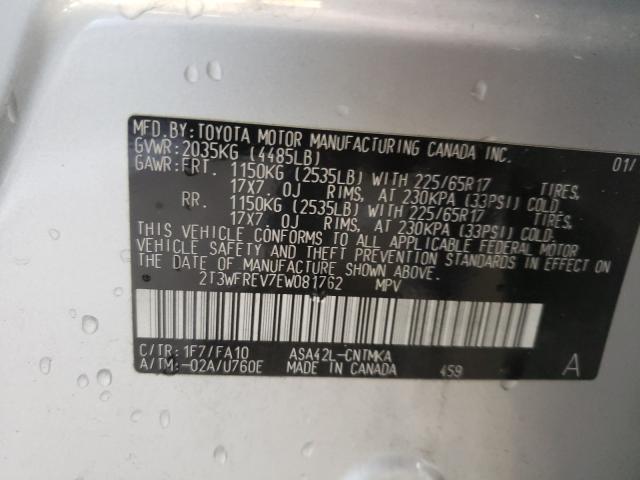 MFD.BY: TOYOTA MOTOR MANUFACTURING CANADA INC. 01/
GVWR: 2035KG (4485LB)
GAWR: FRT. 1150KG (2535LB) WITH 225/65R17 TIRES,
17X7.0J RIMS, AT 230KPA (33PSI) COLD.
RR. 1150KG (2535LB) WITH 225/65R17 TIRES,
17X7.0J RIMS, AT 230KPA (33PSI) COLD.
THIS VEHICLE CONFORMS TO ALL APPLICABLE FEDERAL MOTOR
VEHICLE SAFETY AND THEFT PREVENTION STANDARDS IN EFFECT ON
THE DATE OF MANUFACTURE SHOWN ABOVE.
2T3WFREV7EW081762 MPV
C/TR: 1F7/FA10 ASA42L-CNTMKA
A/TM: -02A/U760E MADE IN CANADA 459 A